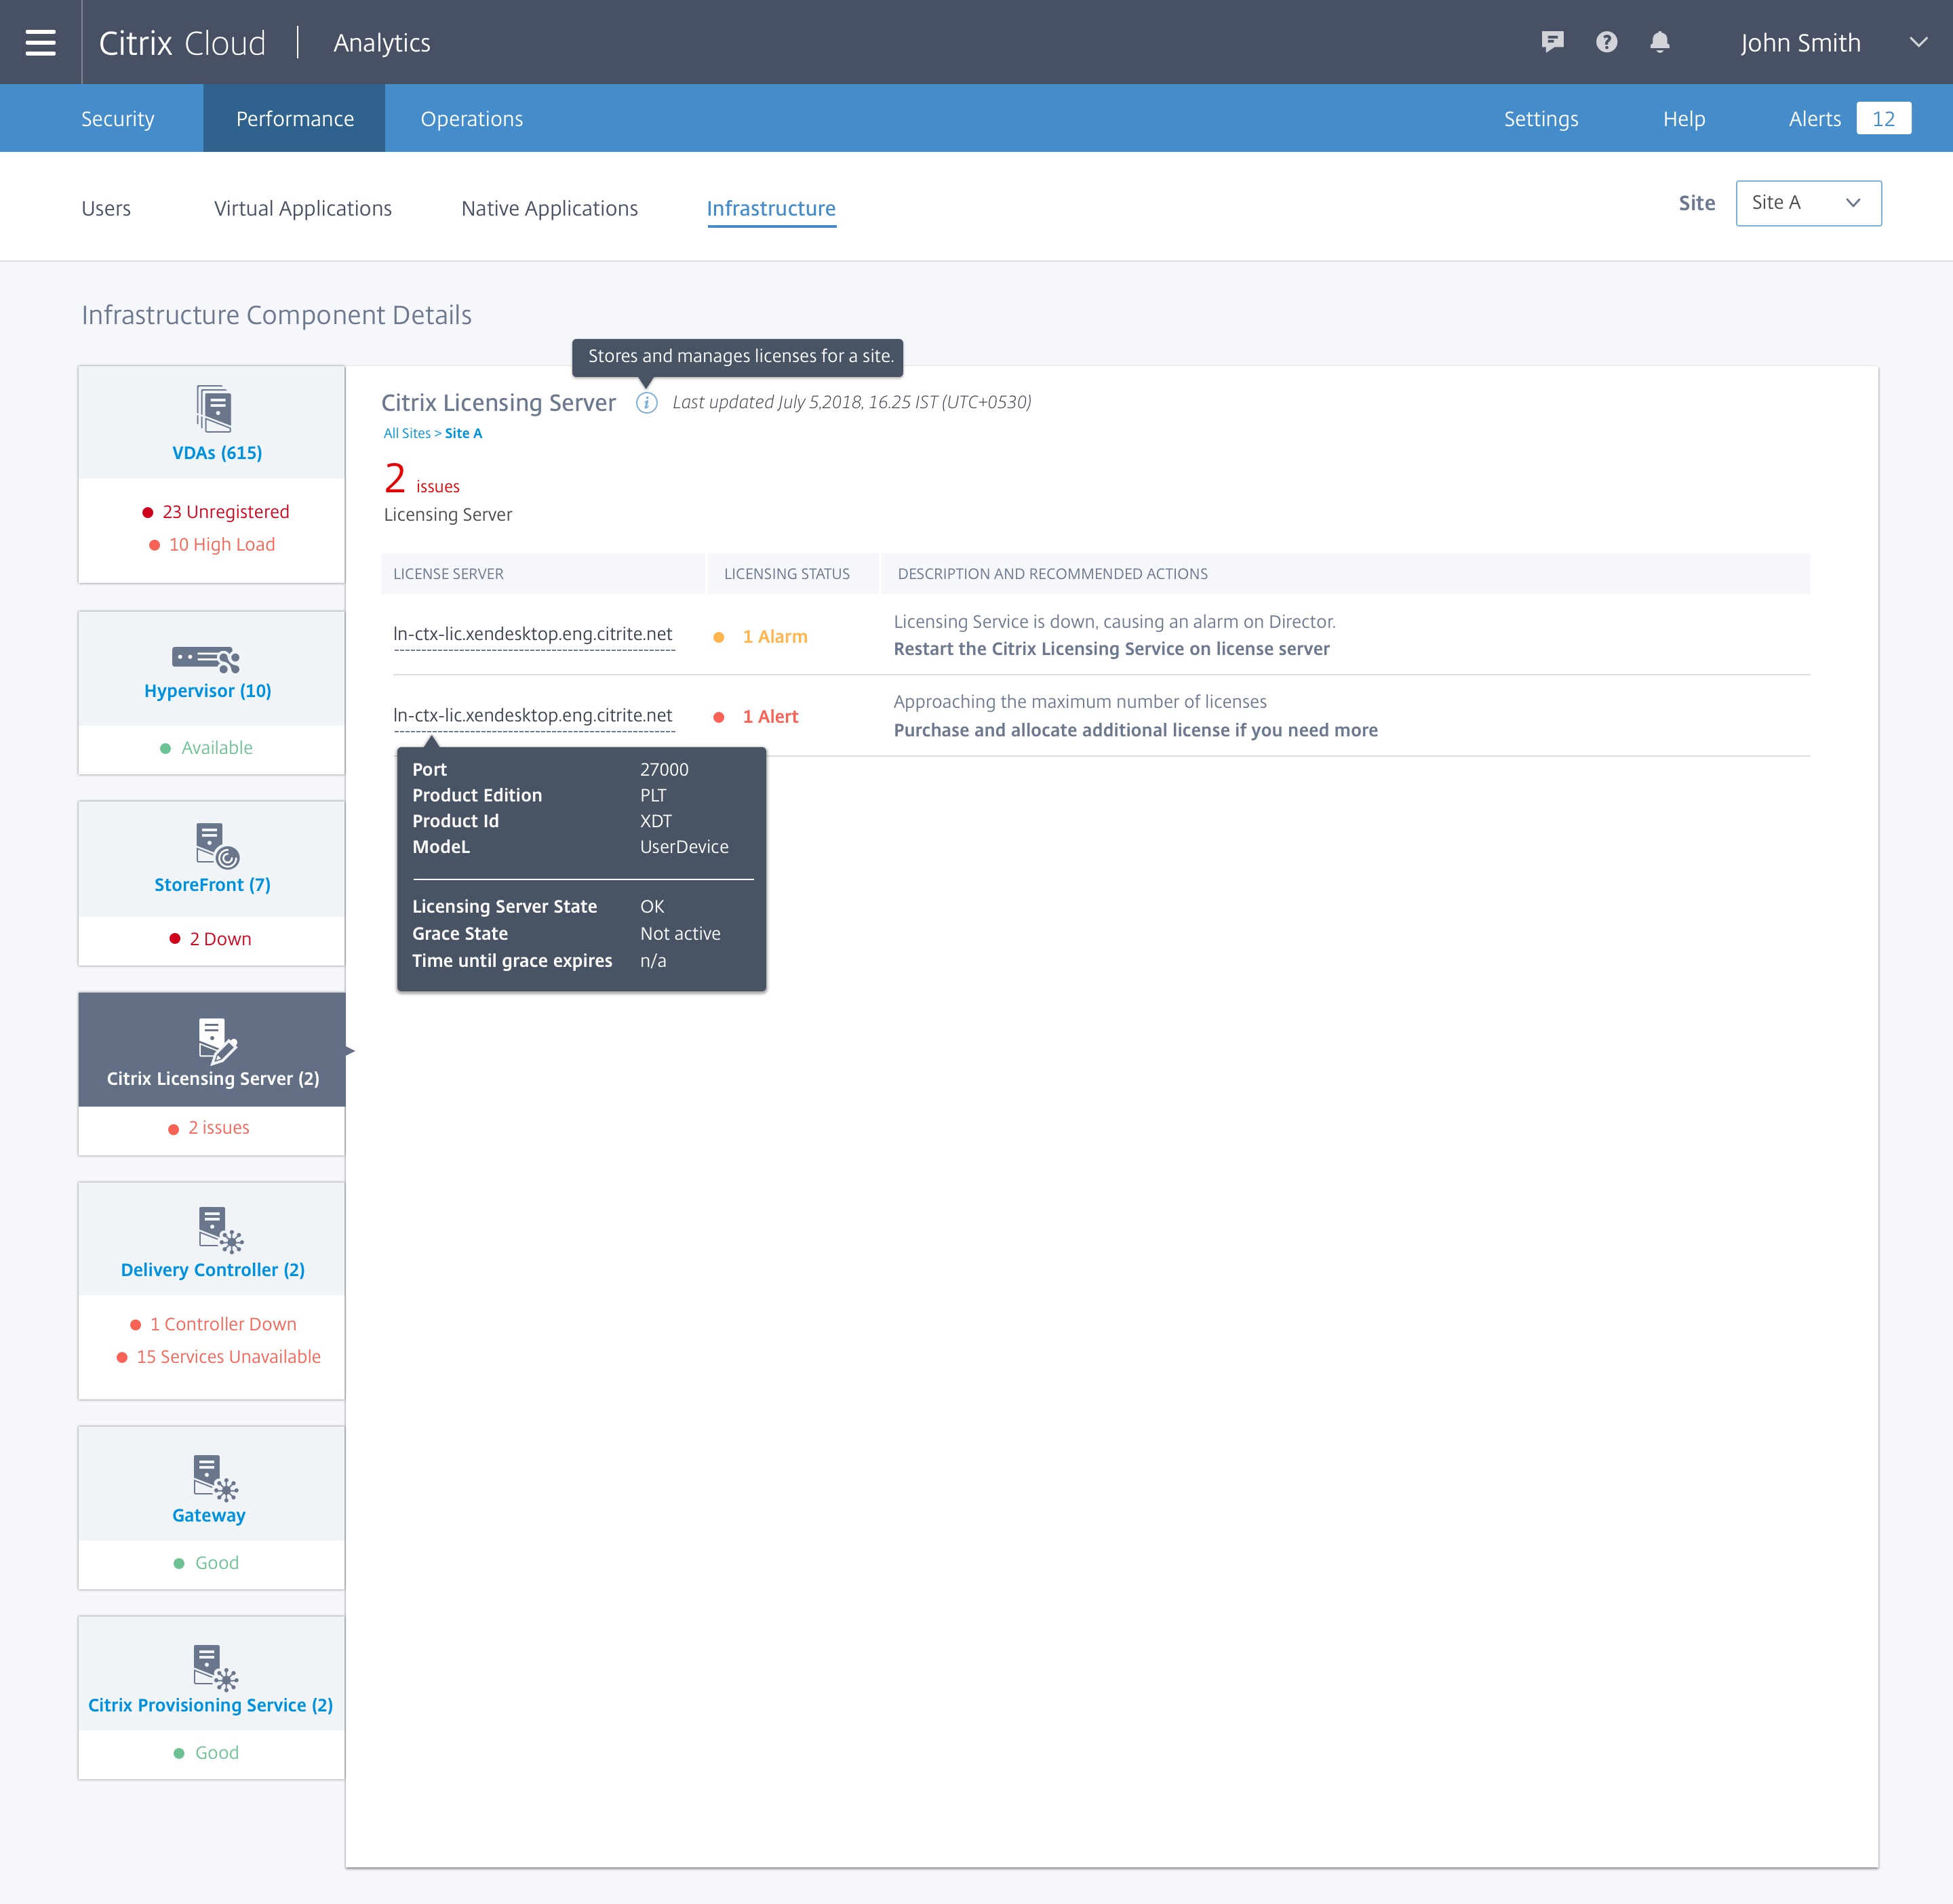 Citrix Cloud | Analytics
John Smith
Security Performance Operations Settings Help Alerts 12
Users Virtual Applications Native Applications Infrastructure Site Site A
Infrastructure Component Details
VDAs (615)
23 Unregistered
10 High Load
Hypervisor (10)
Available
StoreFront (7)
2 Down
Citrix Licensing Server (2)
2 issues
Delivery Controller (2)
1 Controller Down
15 Services Unavailable
Gateway
Good
Citrix Provisioning Service (2)
Good
Stores and manages licenses for a site.
Citrix Licensing Server i Last updated July 5,2018, 16.25 IST (UTC+0530)
All Sites > Site A
2 issues
Licensing Server
LICENSE SERVER LICENSING STATUS DESCRIPTION AND RECOMMENDED ACTIONS
ln-ctx-lic.xendesktop.eng.citrite.net 1 Alarm Licensing Service is down, causing an alarm on Director.
Restart the Citrix Licensing Service on license server
ln-ctx-lic.xendesktop.eng.citrite.net 1 Alert Approaching the maximum number of licenses
Purchase and allocate additional license if you need more
Port 27000
Product Edition PLT
Product Id XDT
ModeL UserDevice
Licensing Server State OK
Grace State Not active
Time until grace expires n/a